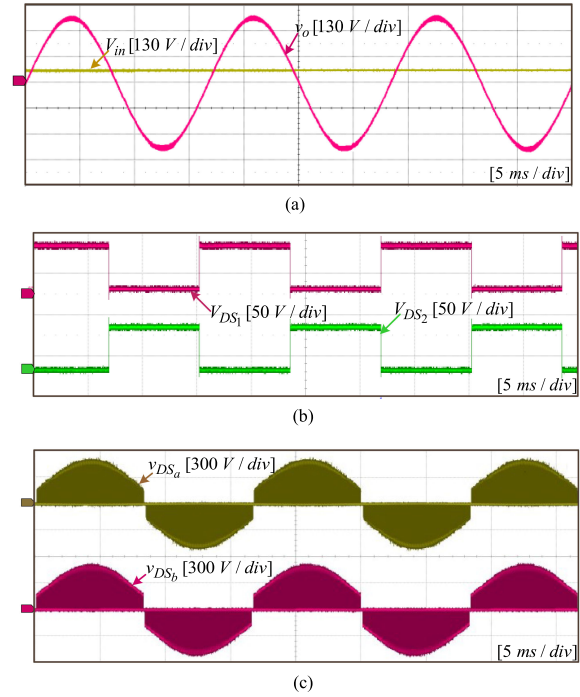 V_in [130 V / div]
v_o [130 V / div]
[5 ms / div]
(a)
V_DS1 [50 V / div]
V_DS2 [50 V / div]
[5 ms / div]
(b)
v_DSa [300 V / div]
v_DSb [300 V / div]
[5 ms / div]
(c)